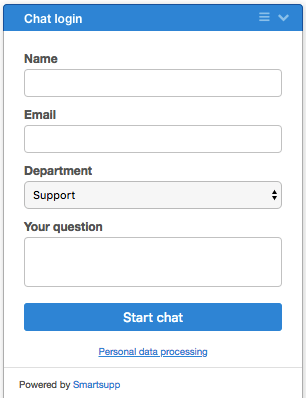 Chat login
Name
Email
Department
Support
Your question
Start chat
Personal data processing
Powered by Smartsupp